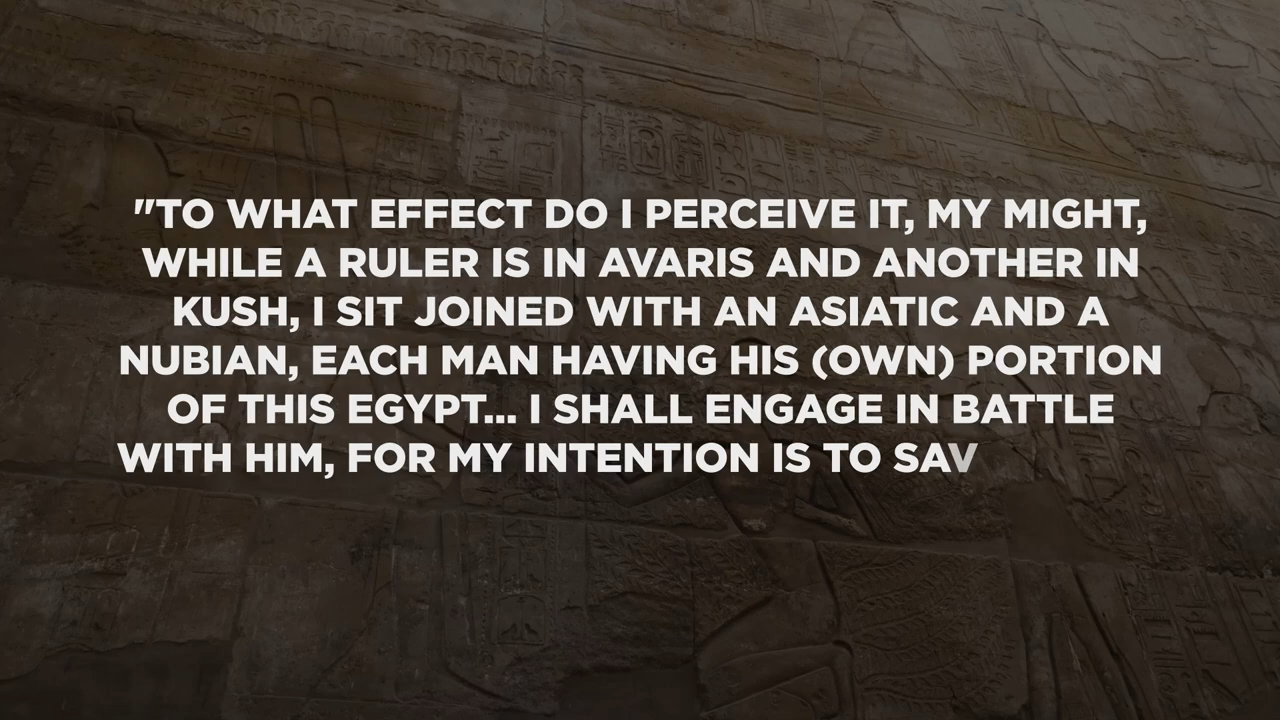 "TO WHAT EFFECT DO I PERCEIVE IT, MY MIGHT,
WHILE A RULER IS IN AVARIS AND ANOTHER IN
KUSH, I SIT JOINED WITH AN ASIATIC AND A
NUBIAN, EACH MAN HAVING HIS (OWN) PORTION
OF THIS EGYPT... I SHALL ENGAGE IN BATTLE
WITH HIM, FOR MY INTENTION IS TO SAV